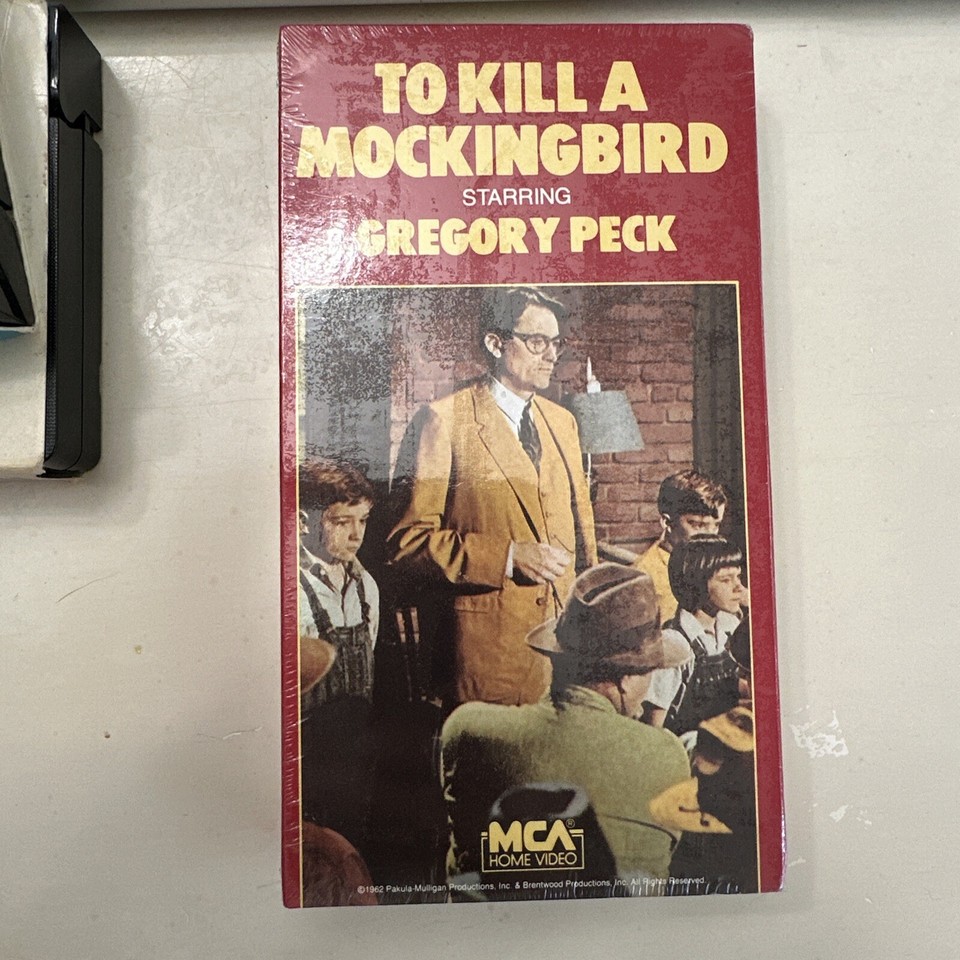 TO KILL A
MOCKINGBIRD
STARRING
GREGORY PECK
MCA®
HOME VIDEO
©1962 Pakula-Mulligan Productions, Inc. & Brentwood Productions, Inc. All Rights Reserved